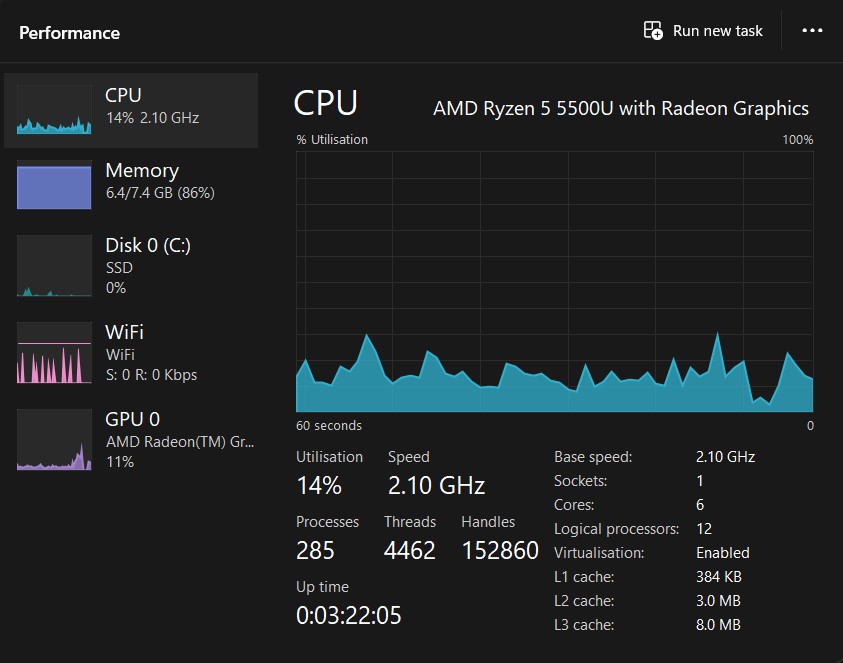 Performance
Run new task
CPU
14% 2.10 GHz
Memory
6.4/7.4 GB (86%)
Disk 0 (C:)
SSD
0%
WiFi
WiFi
S: 0 R: 0 Kbps
GPU 0
AMD Radeon(TM) Gr...
11%
CPU
AMD Ryzen 5 5500U with Radeon Graphics
% Utilisation
100%
60 seconds
0
Utilisation
14%
Speed
2.10 GHz
Processes
285
Threads
4462
Handles
152860
Up time
0:03:22:05
Base speed: 2.10 GHz
Sockets: 1
Cores: 6
Logical processors: 12
Virtualisation: Enabled
L1 cache: 384 KB
L2 cache: 3.0 MB
L3 cache: 8.0 MB